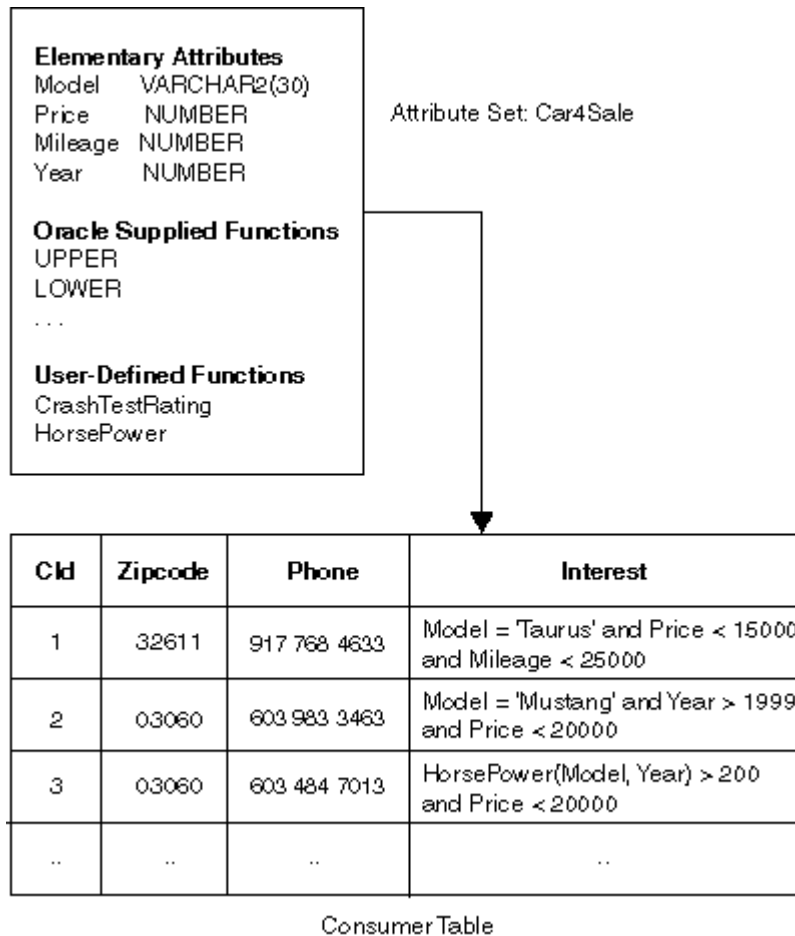 Elementary Attributes
Model VARCHAR2(30)
Price NUMBER
Mileage NUMBER
Year NUMBER
Attribute Set: Car4Sale
Oracle Supplied Functions
UPPER
LOWER
. . .
User-Defined Functions
CrashTestRating
HorsePower
CId Zipcode Phone Interest
1 32611 917 768 4633 Model = 'Taurus' and Price < 15000
and Mileage < 25000
2 03060 603 983 3463 Model = 'Mustang' and Year > 1999
and Price < 20000
3 03060 603 484 7013 HorsePower(Model, Year) > 200
and Price < 20000
.. .. .. ..
Consumer Table